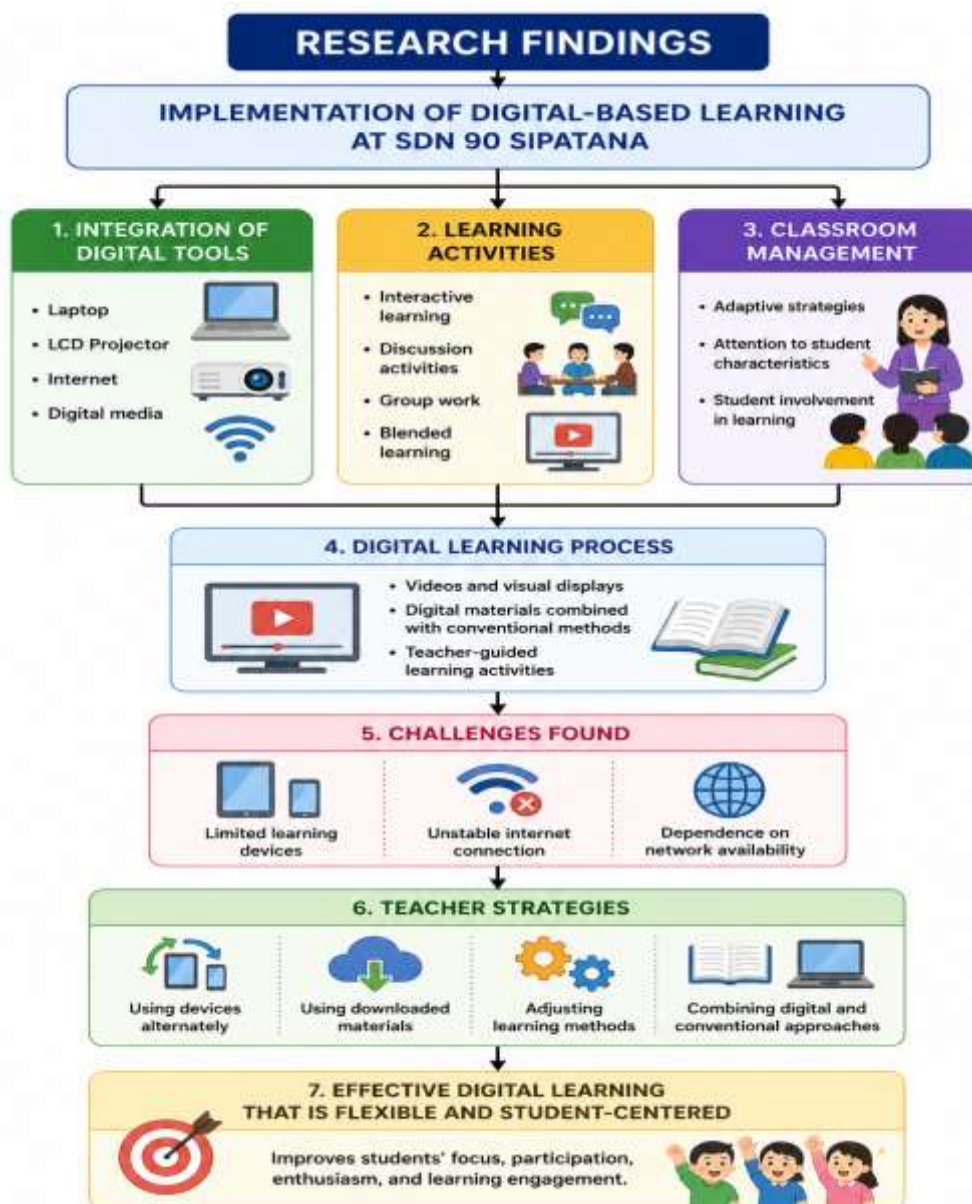 RESEARCH FINDINGS
IMPLEMENTATION OF DIGITAL-BASED LEARNING
AT SDN 90 SIPATANA
1. INTEGRATION OF
DIGITAL TOOLS
• Laptop
• LCD Projector
• Internet
• Digital media
2. LEARNING
ACTIVITIES
• Interactive
learning
• Discussion
activities
• Group work
• Blended
learning
3. CLASSROOM
MANAGEMENT
• Adaptive strategies
• Attention to student
characteristics
• Student involvement
in learning
4. DIGITAL LEARNING PROCESS
• Videos and visual displays
• Digital materials combined
with conventional methods
• Teacher-guided
learning activities
5. CHALLENGES FOUND
Limited learning
devices
Unstable internet
connection
Dependence on
network availability
6. TEACHER STRATEGIES
Using devices
alternately
Using downloaded
materials
Adjusting
learning methods
Combining digital and
conventional approaches
7. EFFECTIVE DIGITAL LEARNING
THAT IS FLEXIBLE AND STUDENT-CENTERED
Improves students' focus, participation,
enthusiasm, and learning engagement.